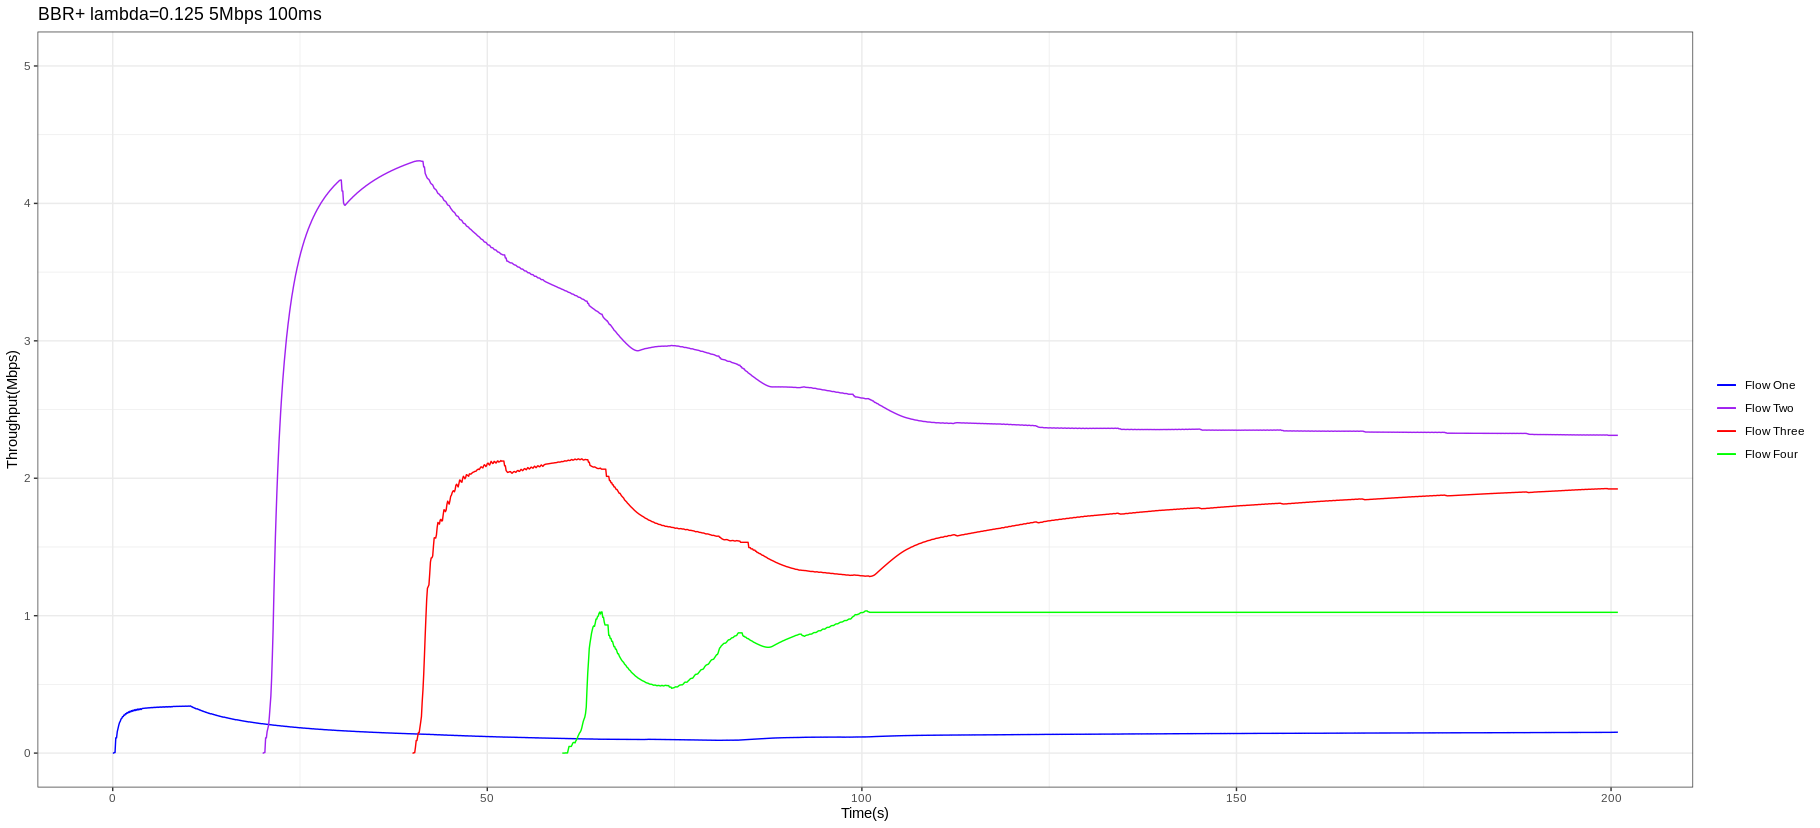 BBR+ lambda=0.125 5Mbps 100ms
Throughput(Mbps)
5
4
3
2
1
0
0 50 100 150 200
Time(s)
Flow One
Flow Two
Flow Three
Flow Four